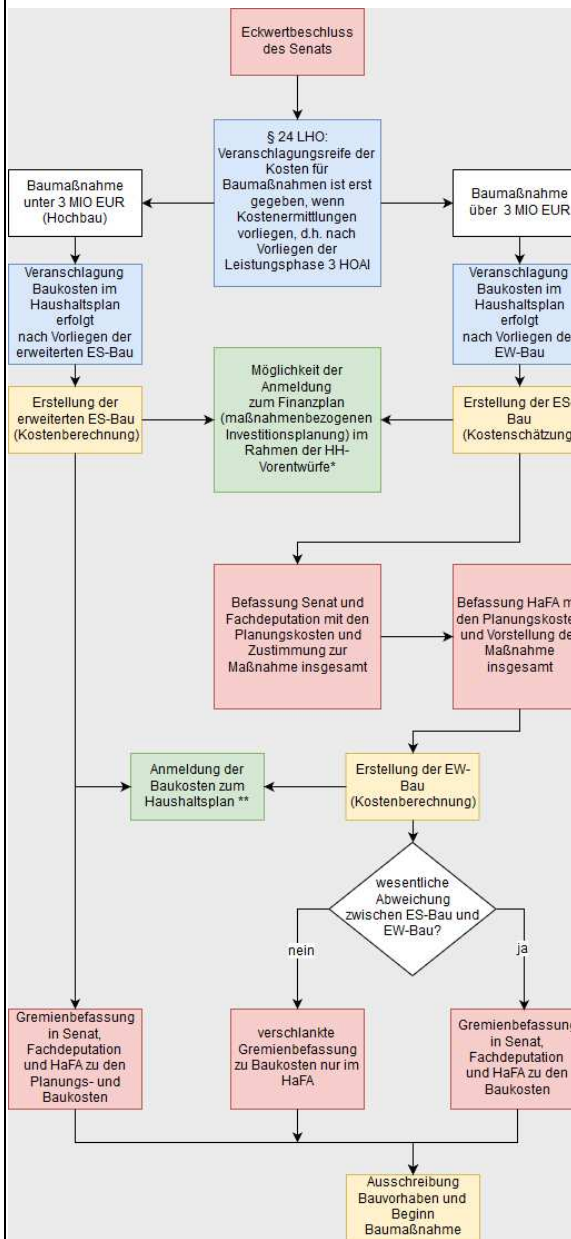 Eckwertbeschluss
des Senats
§ 24 LHO:
Veranschlagungsreife der
Kosten für
Baumaßnahmen ist erst
gegeben, wenn
Kostenermittlungen
vorliegen, d.h. nach
Vorliegen der
Leistungsphase 3 HOAI
Baumaßnahme
unter 3 MIO EUR
(Hochbau)
Baumaßnahme
über 3 MIO EUR
Veranschlagung
Baukosten im
Haushaltsplan
erfolgt
nach Vorliegen der
erweiterten ES-Bau
Veranschlagung
Baukosten im
Haushaltsplan
erfolgt
nach Vorliegen de
EW-Bau
Erstellung der
erweiterten ES-Bau
(Kostenberechnung)
Möglichkeit der
Anmeldung
zum Finanzplan
(maßnahmenbezogenen
Investitionsplanung) im
Rahmen der HH-
Vorentwürfe*
Erstellung der ES-
Bau
(Kostenschätzung
Befassung Senat und
Fachdeputation mit den
Planungskosten und
Zustimmung zur
Maßnahme insgesamt
Befassung HaFA m
den Planungskoste
und Vorstellung de
Maßnahme
insgesamt
Anmeldung der
Baukosten zum
Haushaltsplan **
Erstellung der EW-
Bau
(Kostenberechnung)
wesentliche
Abweichung
zwischen ES-Bau und
EW-Bau?
nein
ja
Gremienbefassung
in Senat,
Fachdeputation
und HaFA zu den
Planungs- und
Baukosten
verschlankte
Gremienbefassung
zu Baukosten nur im
HaFA
Gremienbefassung
in Senat,
Fachdeputation
und HaFA zu den
Baukosten
Ausschreibung
Bauvorhaben und
Beginn
Baumaßnahme